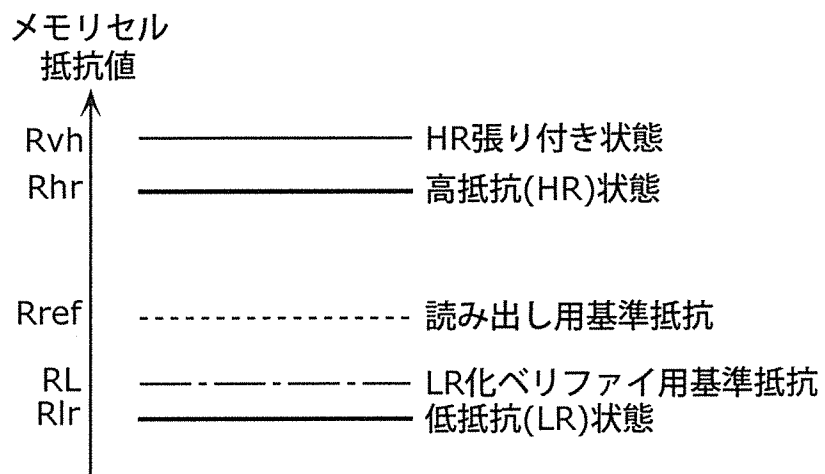 メモリセル
抵抗値
Rvh HR張り付き状態
Rhr 高抵抗(HR)状態
Rref 読み出し用基準抵抗
RL LR化ベリファイ用基準抵抗
Rlr 低抵抗(LR)状態